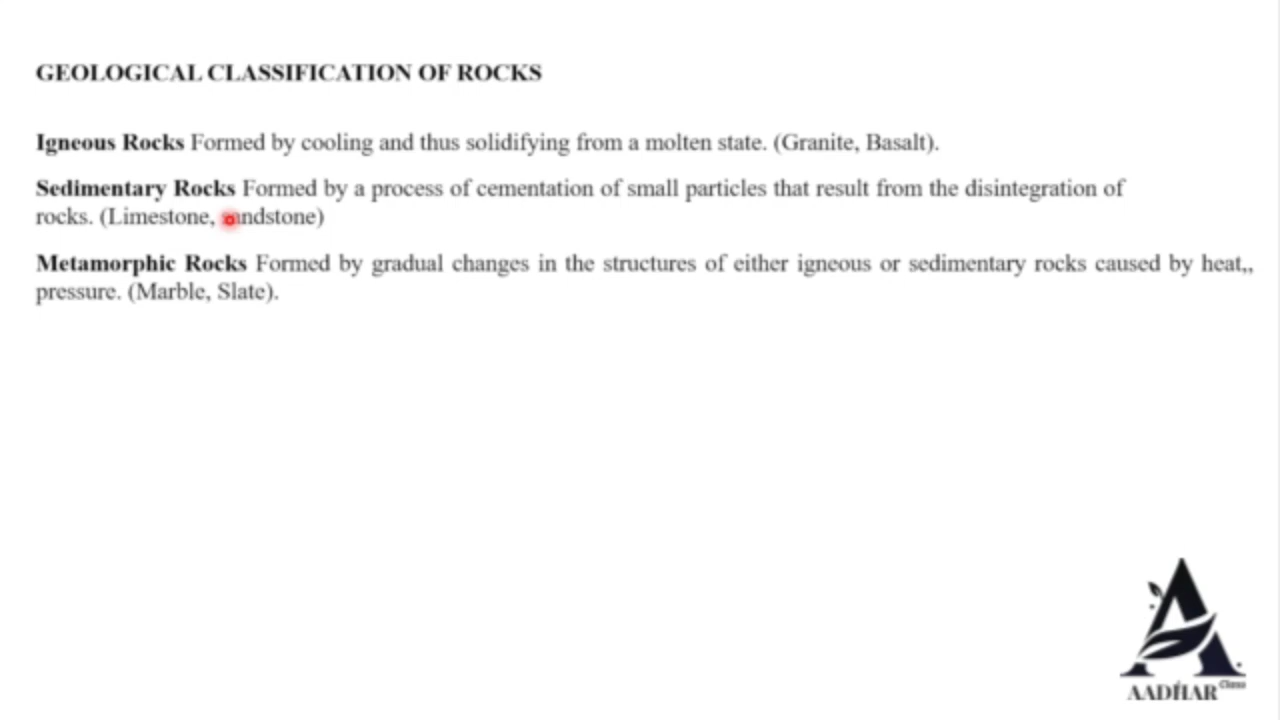 GEOLOGICAL CLASSIFICATION OF ROCKS
Igneous Rocks Formed by cooling and thus solidifying from a molten state. (Granite, Basalt).
Sedimentary Rocks Formed by a process of cementation of small particles that result from the disintegration of
rocks. (Limestone, sandstone)
Metamorphic Rocks Formed by gradual changes in the structures of either igneous or sedimentary rocks caused by heat,,
pressure. (Marble, Slate).
AADHAR Class